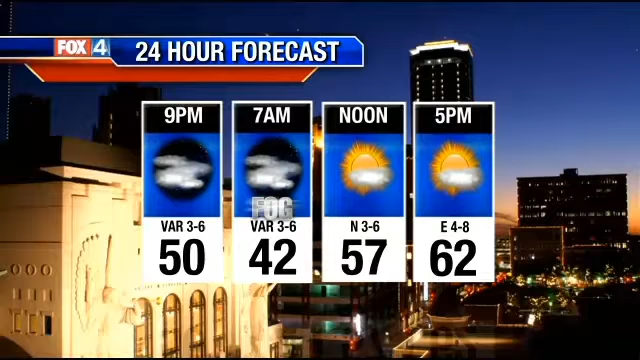 FOX 4
24 HOUR FORECAST
9PM
VAR 3-6
50
7AM
FOG
VAR 3-6
42
NOON
N 3-6
57
5PM
E 4-8
62